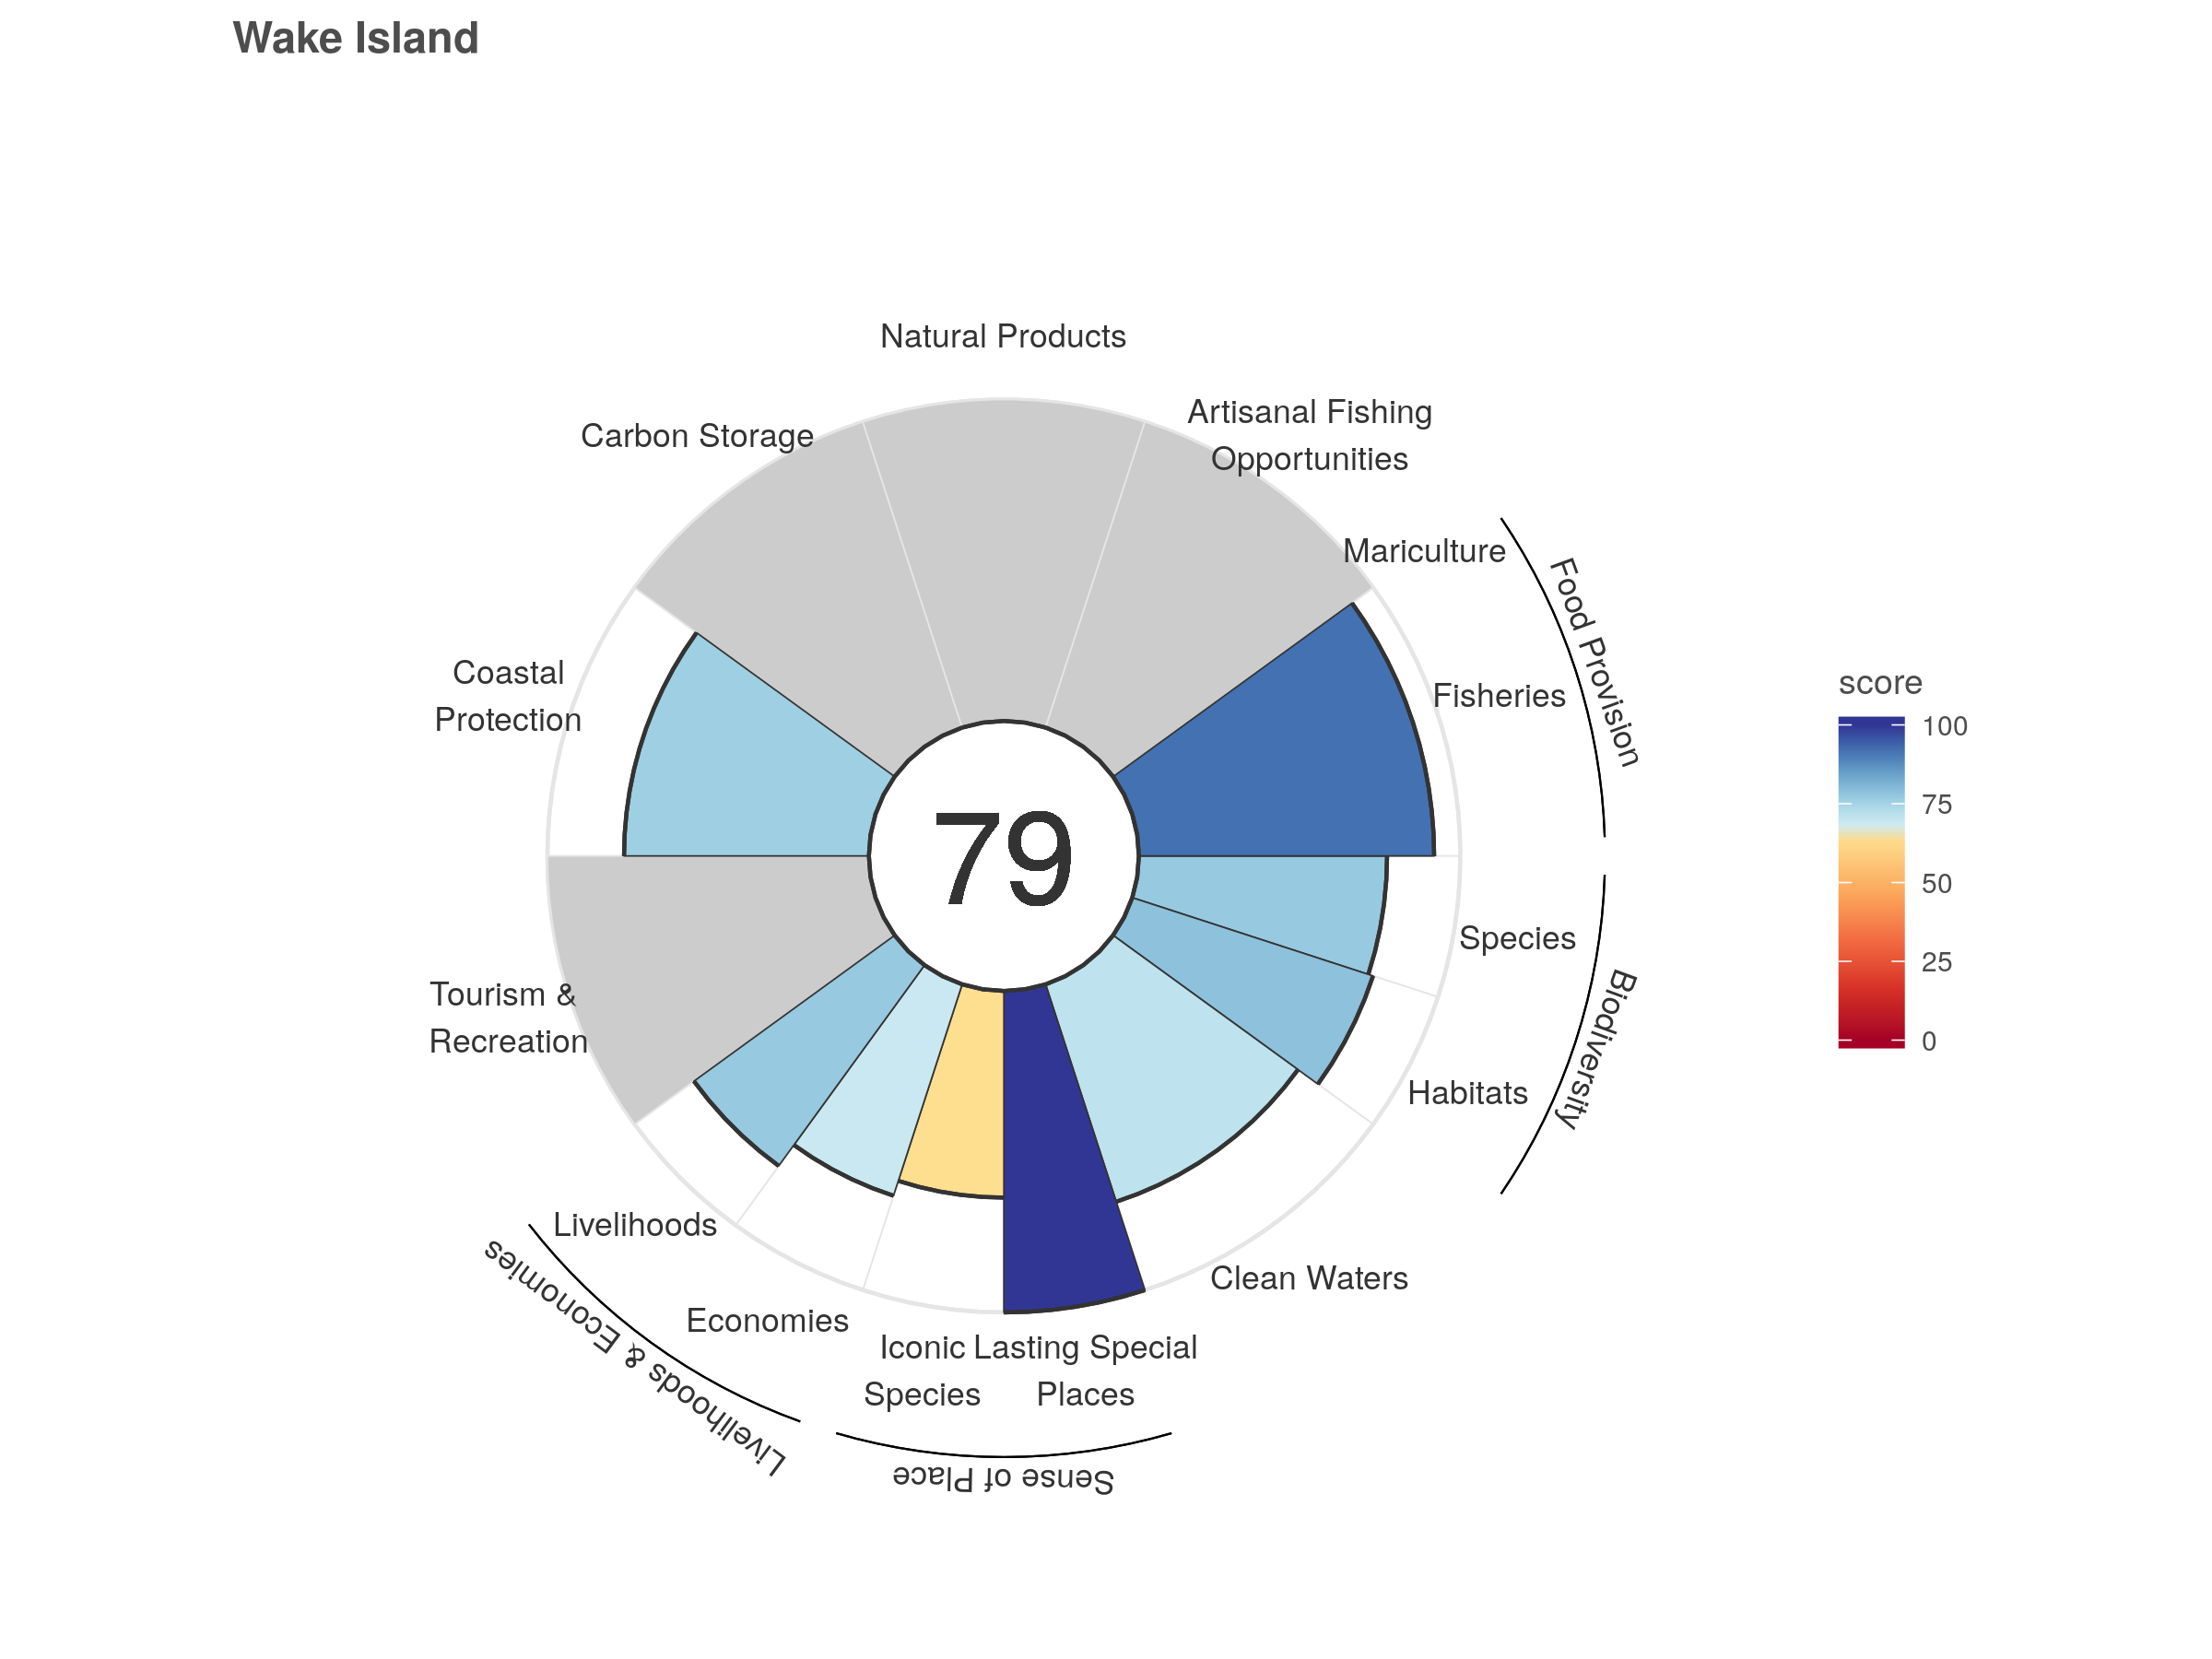 Wake Island
Natural Products
Artisanal Fishing
Opportunities
Carbon Storage
Mariculture
Food Provision
Fisheries
Coastal
Protection
79
score
100
75
50
25
0
Species
Biodiversity
Habitats
Tourism &
Recreation
Livelihoods
Clean Waters
Economies
Livelihoods & Economies
Iconic
Species
Lasting Special
Places
Sense of Place